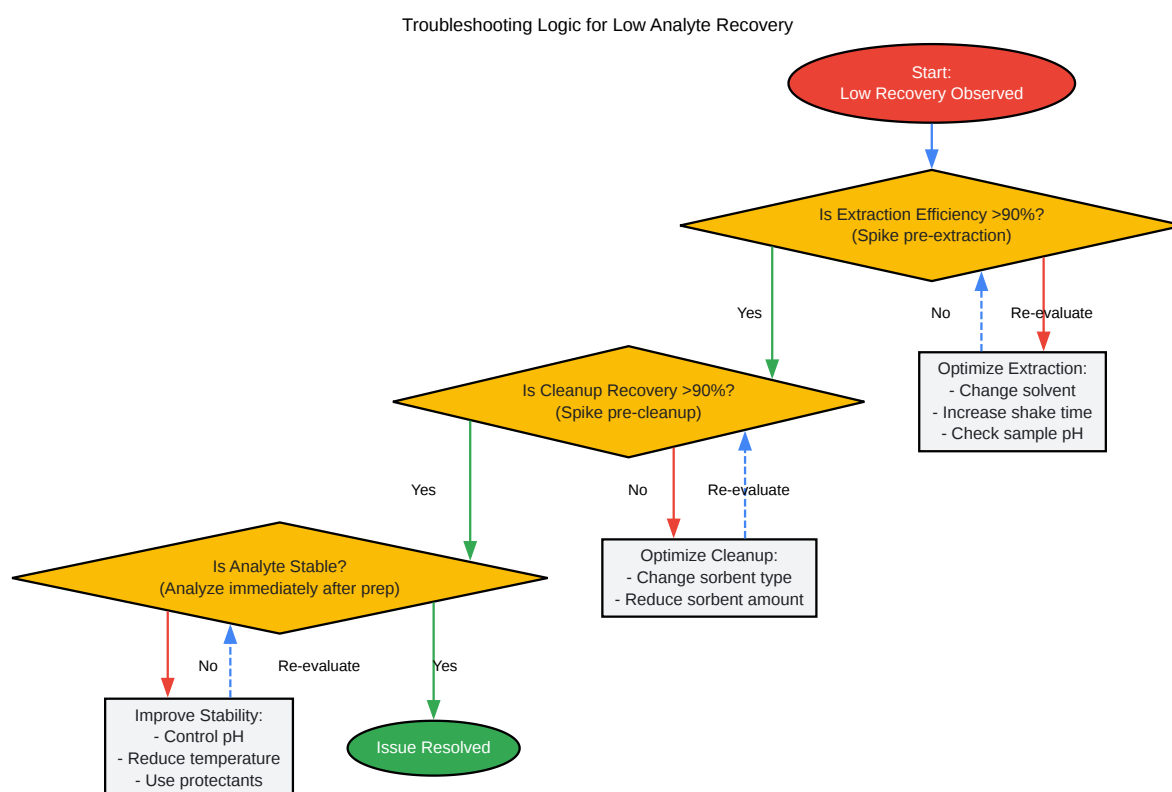 Troubleshooting Logic for Low Analyte Recovery
Start:
Low Recovery Observed
Is Extraction Efficiency >90%?
(Spike pre-extraction)
Yes
No
Re-evaluate
Optimize Extraction:
- Change solvent
- Increase shake time
- Check sample pH
Is Cleanup Recovery >90%?
(Spike pre-cleanup)
Yes
No
Re-evaluate
Optimize Cleanup:
- Change sorbent type
- Reduce sorbent amount
Is Analyte Stable?
(Analyze immediately after prep)
No
Re-evaluate
Yes
Improve Stability:
- Control pH
- Reduce temperature
- Use protectants
Issue Resolved